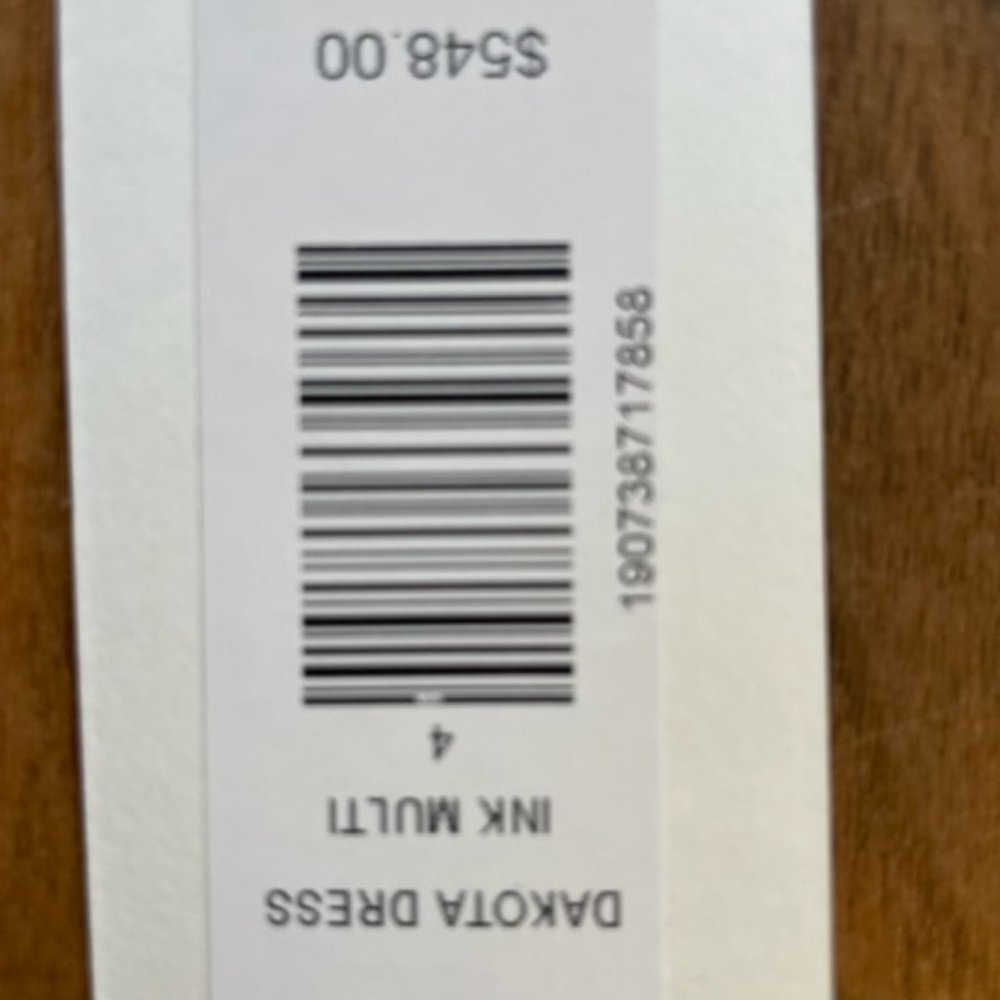 DAKOTA DRESS
INK MULTI
4
190738717858
$548.00